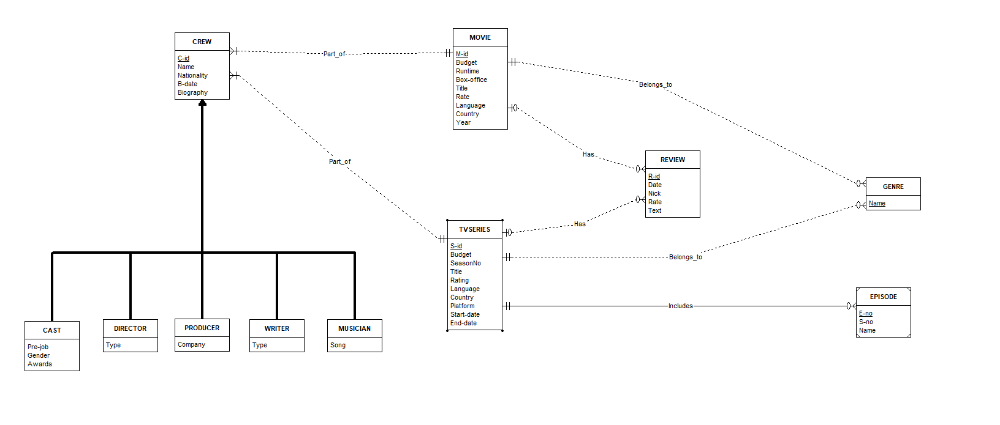 CREW
C-id
Name
Nationality
B-date
Biography
Part_of
MOVIE
M-id
Budget
Runtime
Box-office
Title
Rate
Language
Country
Year
Belongs_to
Has
Part_of
REVIEW
R-id
Date
Nick
Rate
Text
GENRE
Name
Has
TVSERIES
S-id
Budget
SeasonNo
Title
Rating
Language
Country
Platform
Start-date
End-date
Belongs_to
Includes
EPISODE
E-no
S-no
Name
CAST
Pre-job
Gender
Awards
DIRECTOR
Type
PRODUCER
Company
WRITER
Type
MUSICIAN
Song